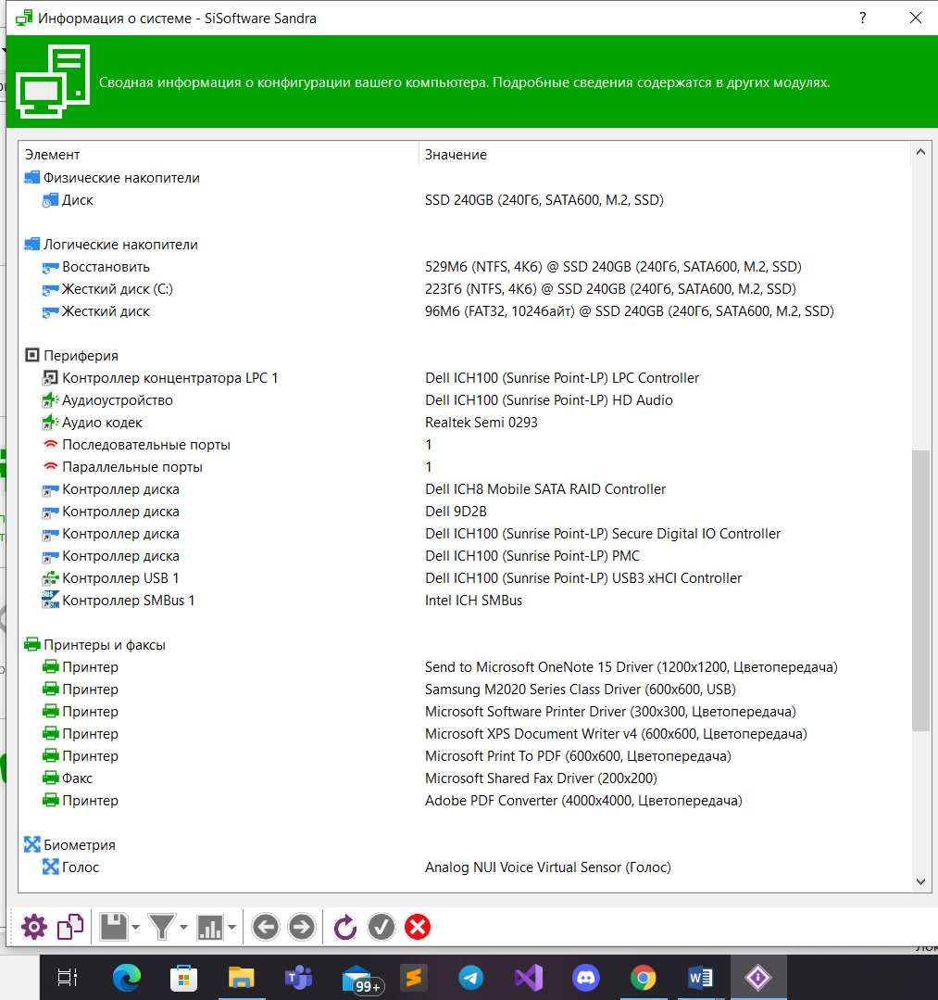 Информация о системе - SiSoftware Sandra ?
Сводная информация о конфигурации вашего компьютера. Подробные сведения содержатся в других модулях.
Элемент Значение
Физические накопители
Диск SSD 240GB (240Гб, SATA600, M.2, SSD)
Логические накопители
Восстановить 529Мб (NTFS, 4Кб) @ SSD 240GB (240Гб, SATA600, M.2, SSD)
Жесткий диск (C:) 223Гб (NTFS, 4Кб) @ SSD 240GB (240Гб, SATA600, M.2, SSD)
Жесткий диск 96Мб (FAT32, 1024байт) @ SSD 240GB (240Гб, SATA600, M.2, SSD)
Периферия
Контроллер концентратора LPC 1 Dell ICH100 (Sunrise Point-LP) LPC Controller
Аудиоустройство Dell ICH100 (Sunrise Point-LP) HD Audio
Аудио кодек Realtek Semi 0293
Последовательные порты 1
Параллельные порты 1
Контроллер диска Dell ICH8 Mobile SATA RAID Controller
Контроллер диска Dell 9D2B
Контроллер диска Dell ICH100 (Sunrise Point-LP) Secure Digital IO Controller
Контроллер диска Dell ICH100 (Sunrise Point-LP) PMC
Контроллер USB 1 Dell ICH100 (Sunrise Point-LP) USB3 xHCI Controller
Контроллер SMBus 1 Intel ICH SMBus
Принтеры и факсы
Принтер Send to Microsoft OneNote 15 Driver (1200x1200, Цветопередача)
Принтер Samsung M2020 Series Class Driver (600x600, USB)
Принтер Microsoft Software Printer Driver (300x300, Цветопередача)
Принтер Microsoft XPS Document Writer v4 (600x600, Цветопередача)
Принтер Microsoft Print To PDF (600x600, Цветопередача)
Факс Microsoft Shared Fax Driver (200x200)
Принтер Adobe PDF Converter (4000x4000, Цветопередача)
Биометрия
Голос Analog NUI Voice Virtual Sensor (Голос)
99+